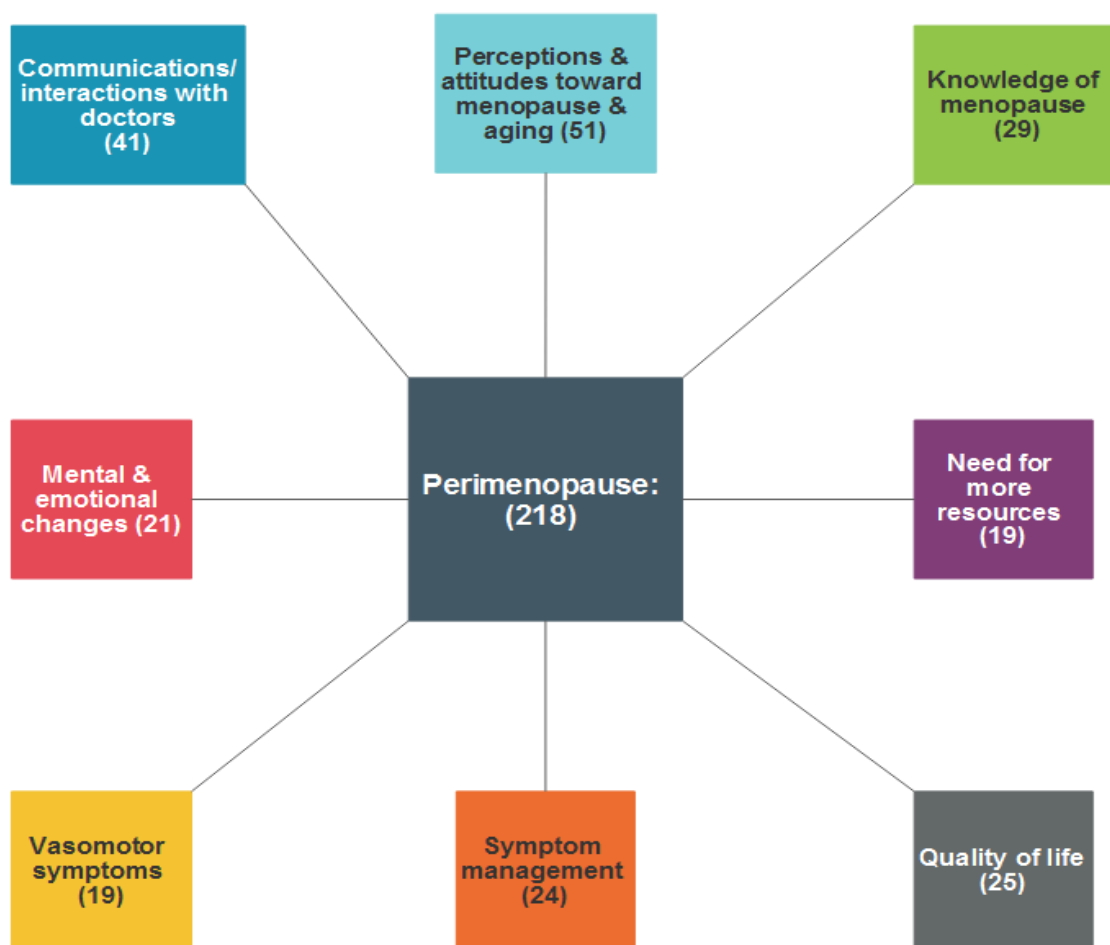 Communications/
interactions with
doctors
(41)
Perceptions &
attitudes toward
menopause &
aging (51)
Knowledge of
menopause
(29)
Mental &
emotional
changes (21)
Perimenopause:
(218)
Need for
more
resources
(19)
Vasomotor
symptoms
(19)
Symptom
management
(24)
Quality of life
(25)